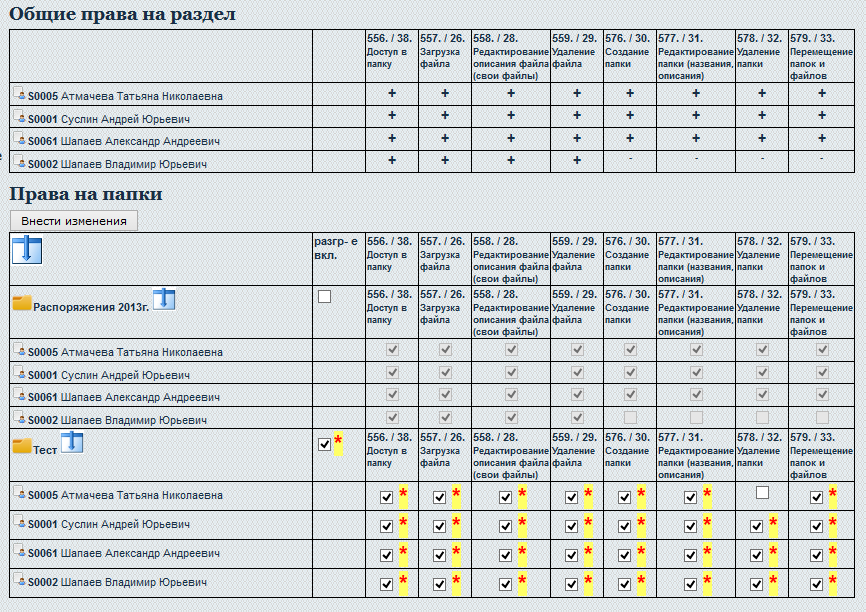 Общие права на раздел
556. / 38. Доступ в папку
557. / 26. Загрузка файла
558. / 28. Редактирование описания файла (свои файлы)
559. / 29. Удаление файла
576. / 30. Создание папки
577. / 31. Редактирование папки (названия, описания)
578. / 32. Удаление папки
579. / 33. Перемещение папок и файлов
S0005 Атмачева Татьяна Николаевна + + + + + + + +
S0001 Суслин Андрей Юрьевич + + + + + + + +
S0061 Шапаев Александр Андреевич + + + + + + + +
S0002 Шапаев Владимир Юрьевич + + + + - - - -
Права на папки
Внести изменения
разгр- е вкл.
556. / 38. Доступ в папку
557. / 26. Загрузка файла
558. / 28. Редактирование описания файла (свои файлы)
559. / 29. Удаление файла
576. / 30. Создание папки
577. / 31. Редактирование папки (названия, описания)
578. / 32. Удаление папки
579. / 33. Перемещение папок и файлов
Распоряжения 2013г.
556. / 38. Доступ в папку
557. / 26. Загрузка файла
558. / 28. Редактирование описания файла (свои файлы)
559. / 29. Удаление файла
576. / 30. Создание папки
577. / 31. Редактирование папки (названия, описания)
578. / 32. Удаление папки
579. / 33. Перемещение папок и файлов
S0005 Атмачева Татьяна Николаевна
S0001 Суслин Андрей Юрьевич
S0061 Шапаев Александр Андреевич
S0002 Шапаев Владимир Юрьевич
Тест *
556. / 38. Доступ в папку
557. / 26. Загрузка файла
558. / 28. Редактирование описания файла (свои файлы)
559. / 29. Удаление файла
576. / 30. Создание папки
577. / 31. Редактирование папки (названия, описания)
578. / 32. Удаление папки
579. / 33. Перемещение папок и файлов
S0005 Атмачева Татьяна Николаевна * * * * * * *
S0001 Суслин Андрей Юрьевич * * * * * * * *
S0061 Шапаев Александр Андреевич * * * * * * * *
S0002 Шапаев Владимир Юрьевич * * * * * * * *